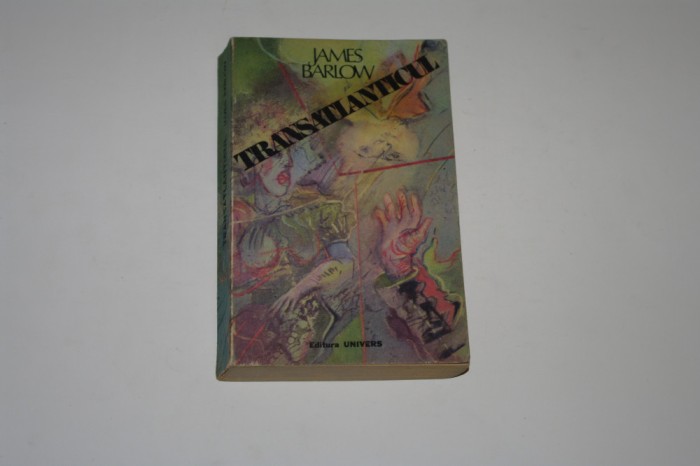 JAMES
BARLOW
TRANSATLANTICUL
Editura UNIVERS